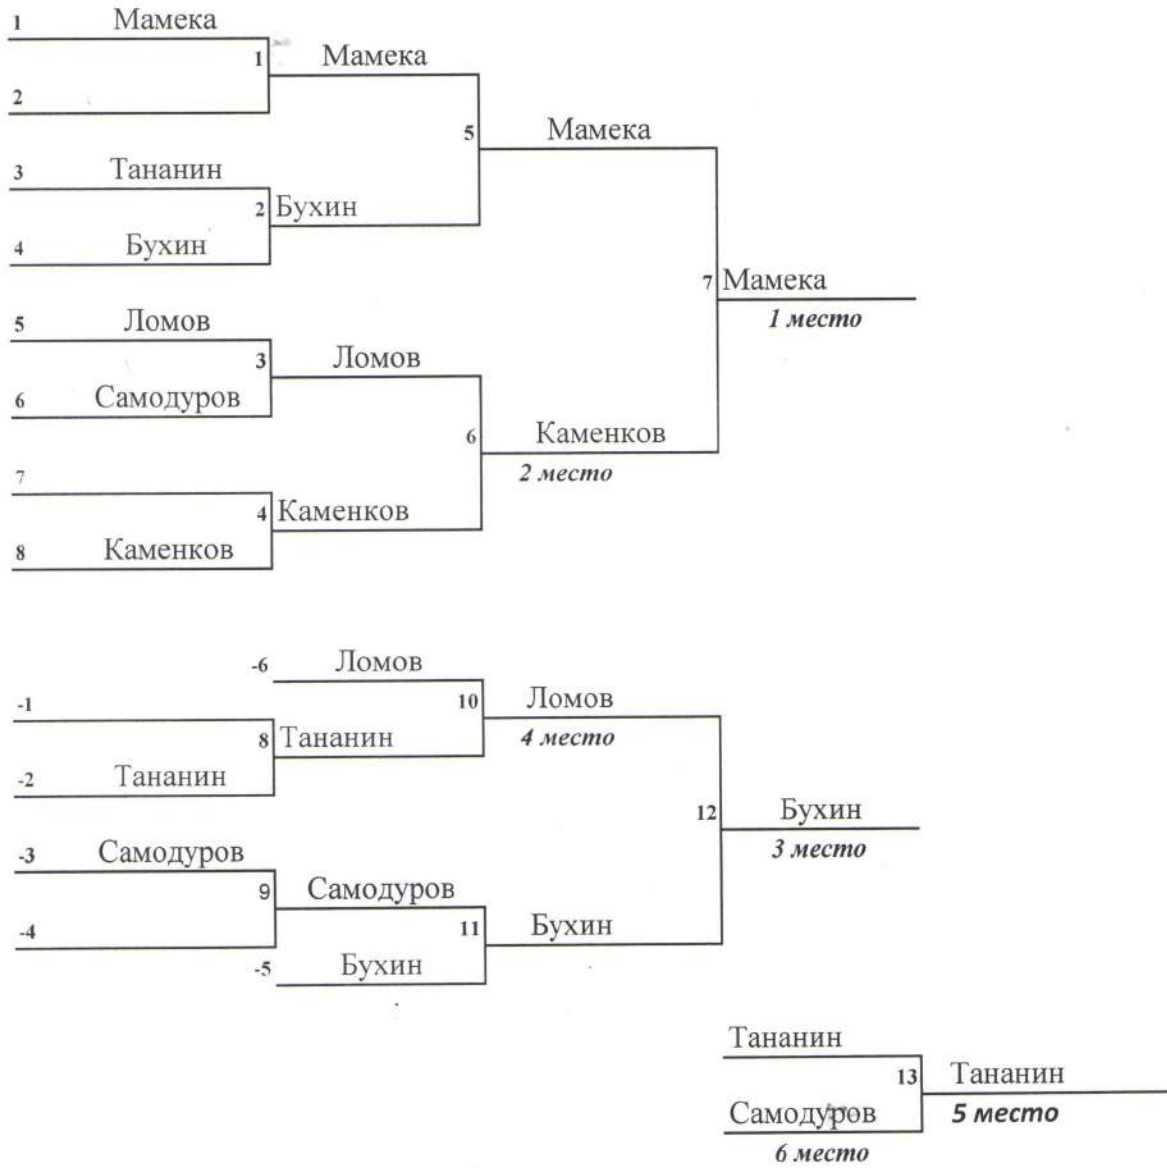 1 Мамека
1 Мамека
2
5 Мамека
3 Тананин
2 Бухин
4 Бухин
7 Мамека
1 место
5 Ломов
3 Ломов
6 Самодуров
6 Каменков
2 место
7
4 Каменков
8 Каменков
-6 Ломов
-1
10 Ломов
8 Тананин
4 место
-2 Тананин
12 Бухин
3 место
-3 Самодуров
9 Самодуров
11 Бухин
-4
-5 Бухин
Тананин
13 Тананин
Самодуров
5 место
6 место